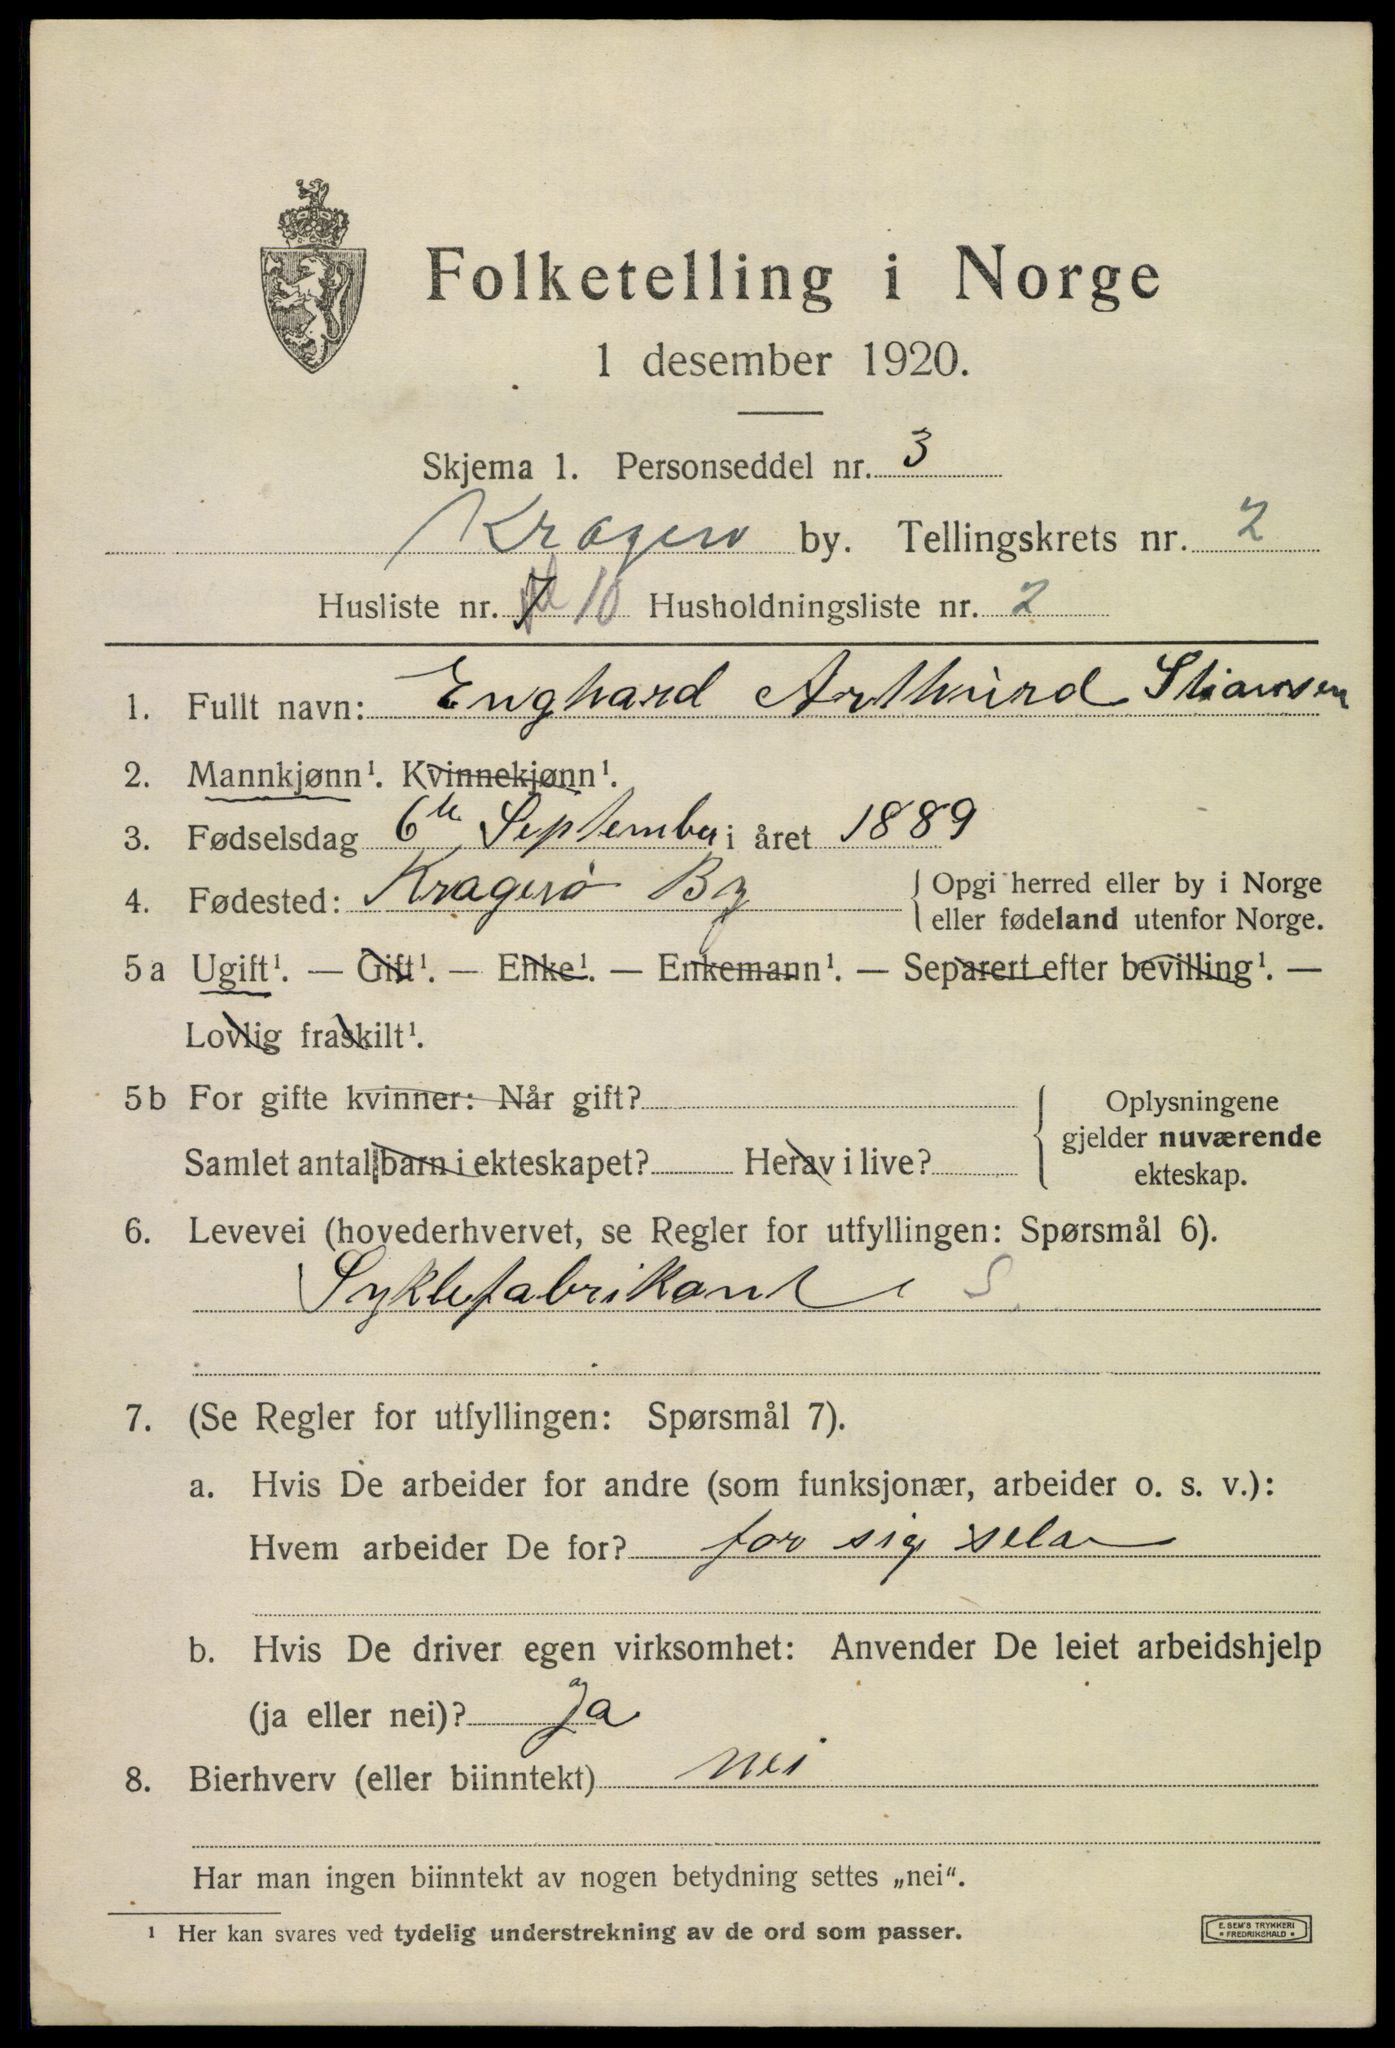 Folketelling i Norge
1 desember 1920.
Skjema 1. Personseddel nr. 3
Kragerø by. Tellingskrets nr. 2
Husliste nr. 10 Husholdningsliste nr. 2
1. Fullt navn: Enghard Arthurd Stiansen
2. Mannkjønn¹. Kvinnekjønn¹.
3. Fødselsdag 6te September i året 1889
4. Fødested: Kragerø By { Opgi herred eller by i Norge
eller fødeland utenfor Norge.
5 a Ugift¹. — Gift¹. — Enke¹. — Enkemann¹. — Separert efter bevilling¹. —
Lovlig fraskilt¹.
5 b For gifte kvinner: Når gift? { Oplysningene
gjelder nuværende
Samlet antal barn i ekteskapet? Herav i live?
ekteskap.
6. Levevei (hovederhvervet, se Regler for utfyllingen: Spørsmål 6).
Syklefabrikant S.
7. (Se Regler for utfyllingen: Spørsmål 7).
a. Hvis De arbeider for andre (som funksjonær, arbeider o. s. v.):
Hvem arbeider De for? for sig selv
b. Hvis De driver egen virksomhet: Anvender De leiet arbeidshjelp
(ja eller nei)? Ja
8. Bierhverv (eller biinntekt) nei
Har man ingen biinntekt av nogen betydning settes „nei“.
¹ Her kan svares ved tydelig understrekning av de ord som passer.
E. SEM'S TRYKKERI
* FREDRIKSHALD *